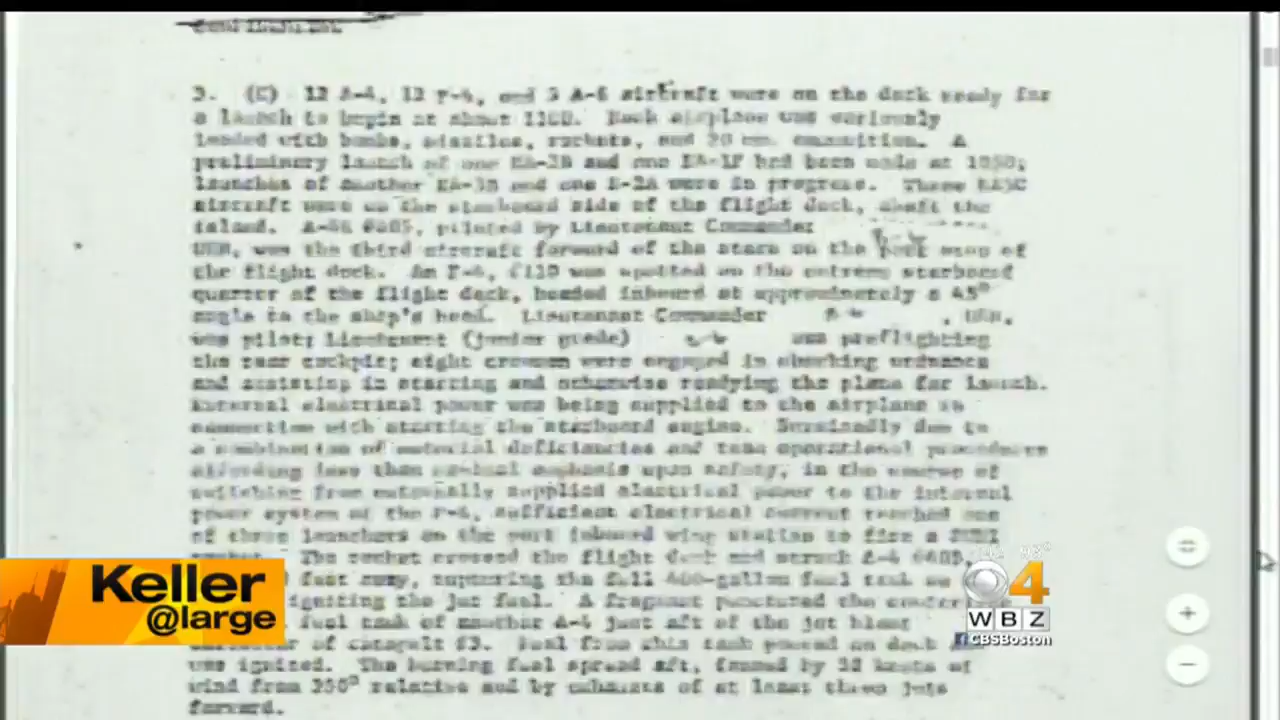 Confidential
3. (C) 12 A-4, 12 F-4, and 3 A-6 aircraft were on the deck ready for
a launch to begin at about 1100. Each airplane was variously
loaded with bombs, missiles, rockets, and 20 mm. ammunition. A
preliminary launch of one KA-3B and one EA-1F had been made at 1050;
launches of another KA-3B and one E-2A were in progress. Three RA5C
aircraft were on the starboard side of the flight deck, abaft the
island. A-4E #405, piloted by Lieutenant Commander
USN, was the third aircraft forward of the stern on the port side of
the flight deck. An F-4, #110 was spotted on the extreme starboard
quarter of the flight deck, headed inboard at approximately a 45°
angle to the ship's head. Lieutenant Commander , USN,
was pilot; Lieutenant (junior grade) was preflighting
the rear cockpit; eight crewmen were engaged in checking ordnance
and assisting in starting and otherwise readying the plane for launch.
External electrical power was being supplied to the airplane in
connection with starting the starboard engine. due to
a combination of material deficiencies and operational procedures
affording less than emphasis upon safety, in the course of
switching from externally supplied electrical power to the internal
power system of the F-4, sufficient electrical current reached one
of three launchers on the port inboard wing station to fire a ZUNI
rocket. The rocket crossed the flight deck and struck A-4 #405,
feet away, rupturing the full 400-gallon fuel tank on
igniting the jet fuel. A fragment punctured the
fuel tank of another A-4 just aft of the jet blast
deflector of catapult #3. Fuel from this tank poured on deck
was ignited. The burning fuel spread aft, fanned by 32 knots of
wind from 350° relative and by exhausts of at least three jets
forward.
Keller
@large
4
WBZ
CBSBoston